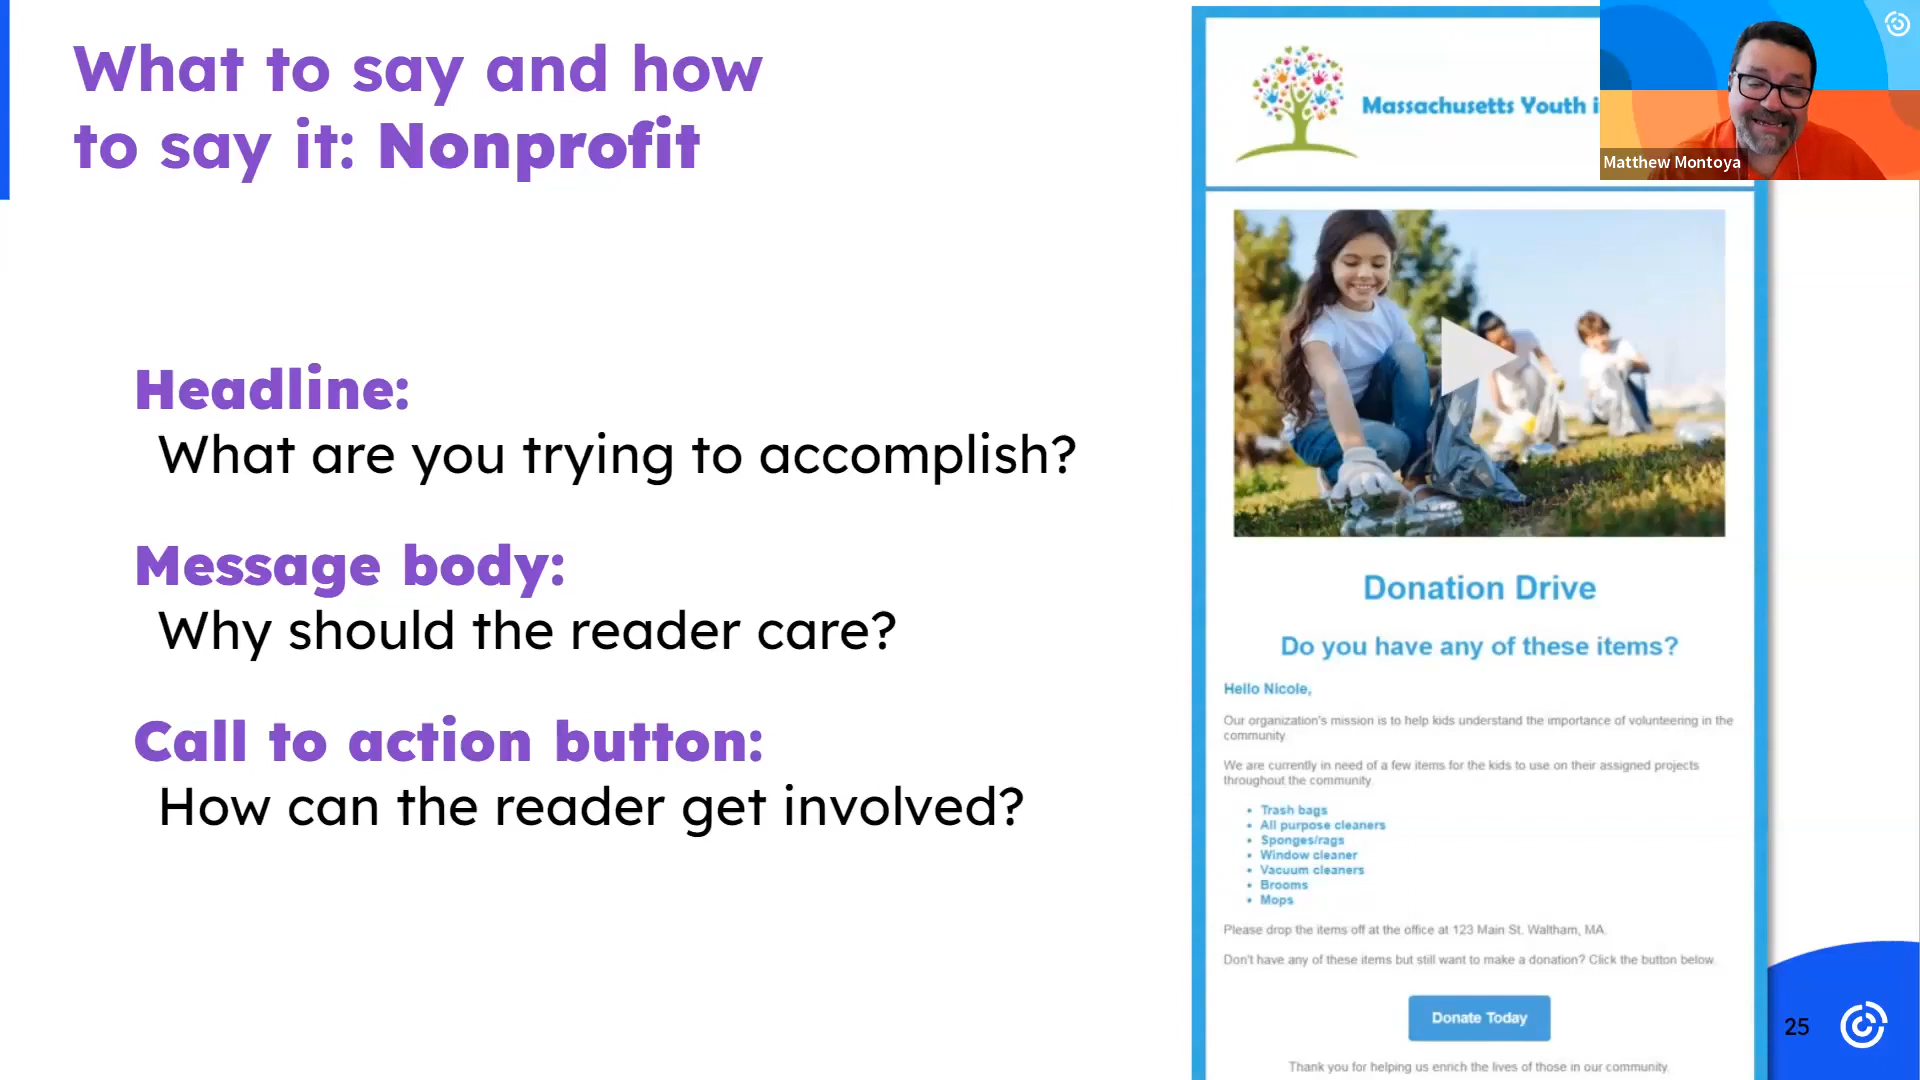 What to say and how
to say it: Nonprofit
Headline:
What are you trying to accomplish?
Message body:
Why should the reader care?
Call to action button:
How can the reader get involved?
Massachusetts Youth i
Matthew Montoya
Donation Drive
Do you have any of these items?
Hello Nicole,
Our organization's mission is to help kids understand the importance of volunteering in the
community.
We are currently in need of a few items for the kids to use on their assigned projects
throughout the community.
• Trash bags
• All purpose cleaners
• Sponges/rags
• Window cleaner
• Vacuum cleaners
• Brooms
• Mops
Please drop the items off at the office at 123 Main St. Waltham, MA.
Don't have any of these items but still want to make a donation? Click the button below.
Donate Today
Thank you for helping us enrich the lives of those in our community.
25